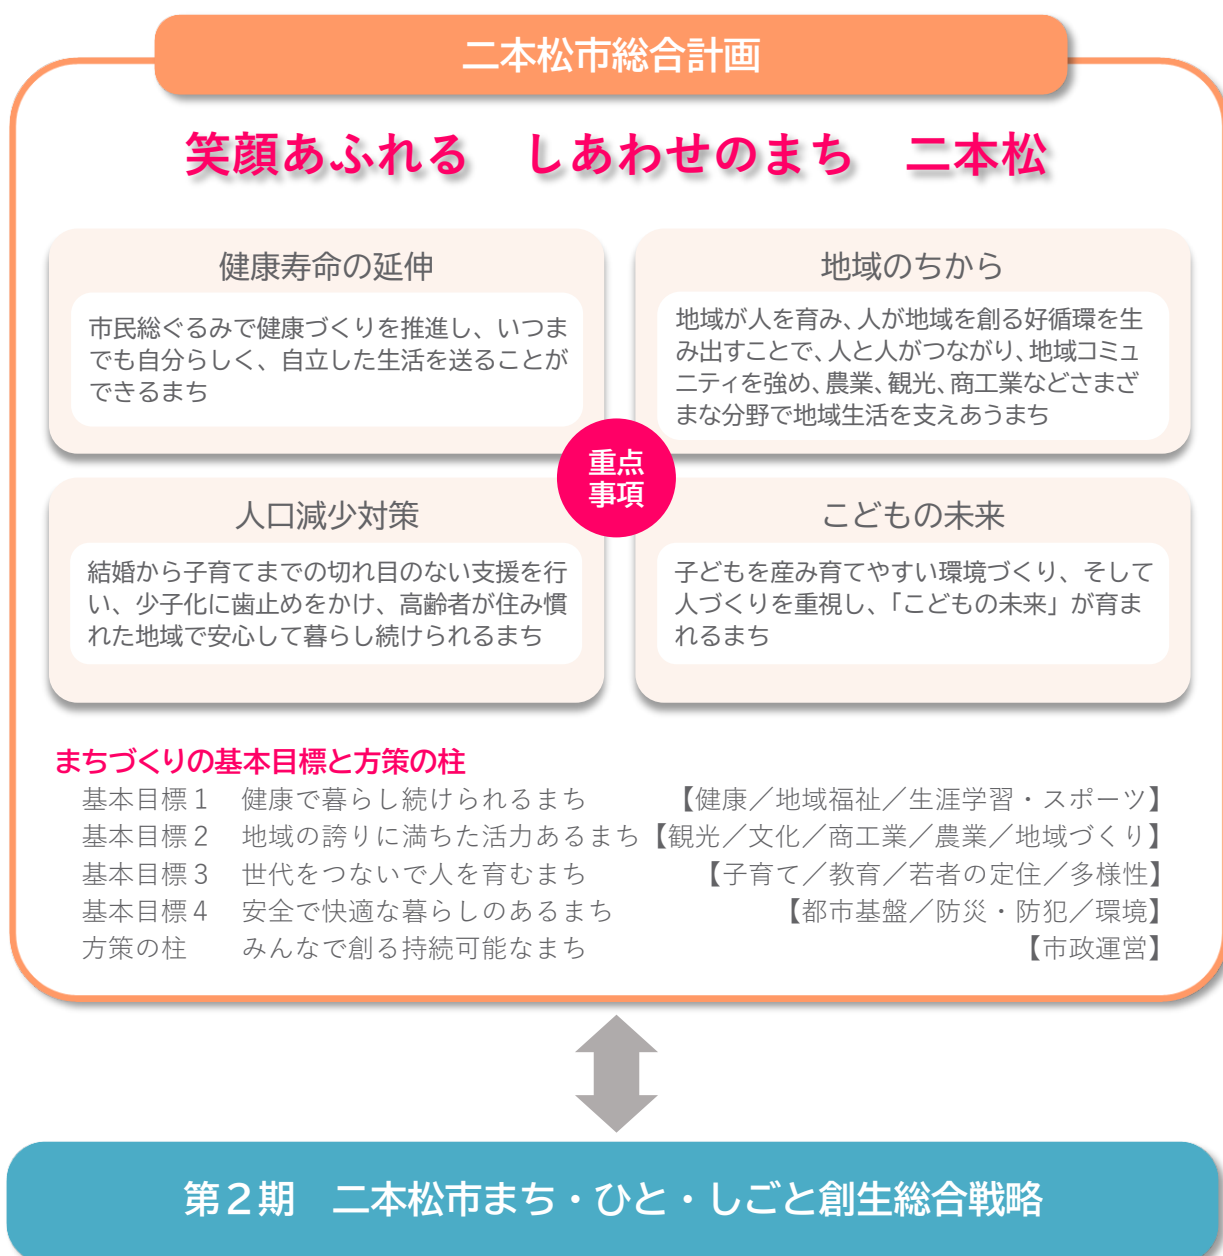 二本松市総合計画
笑顔あふれる　しあわせのまち　二本松
健康寿命の延伸
市民総ぐるみで健康づくりを推進し、いつま
でも自分らしく、自立した生活を送ることが
できるまち
地域のちから
地域が人を育み、人が地域を創る好循環を生
み出すことで、人と人がつながり、地域コミュ
ニティを強め、農業、観光、商工業などさまざ
まな分野で地域生活を支えあうまち
重点
事項
人口減少対策
結婚から子育てまでの切れ目のない支援を行
い、少子化に歯止めをかけ、高齢者が住み慣
れた地域で安心して暮らし続けられるまち
こどもの未来
子どもを産み育てやすい環境づくり、そして
人づくりを重視し、「こどもの未来」が育ま
れるまち
まちづくりの基本目標と方策の柱
基本目標１　健康で暮らし続けられるまち　【健康／地域福祉／生涯学習・スポーツ】
基本目標２　地域の誇りに満ちた活力あるまち【観光／文化／商工業／農業／地域づくり】
基本目標３　世代をつないで人を育むまち　【子育て／教育／若者の定住／多様性】
基本目標４　安全で快適な暮らしのあるまち　【都市基盤／防災・防犯／環境】
方策の柱　みんなで創る持続可能なまち　【市政運営】
第２期　二本松市まち・ひと・しごと創生総合戦略